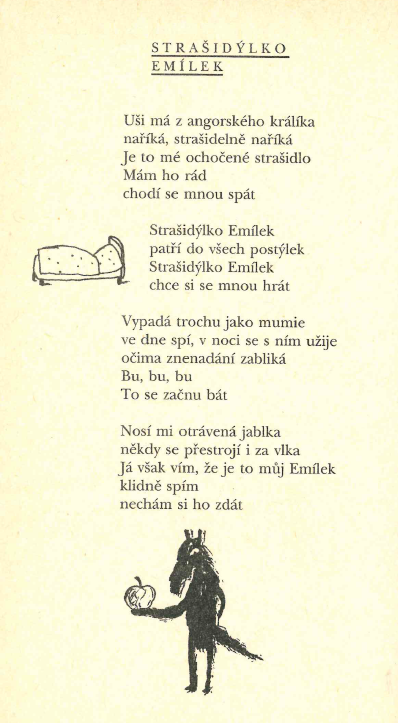 STRAŠIDÝLKO
EMÍLEK
Uši má z angorského králíka
naříká, strašidelně naříká
Je to mé ochočené strašidlo
Mám ho rád
chodí se mnou spát
Strašidýlko Emílek
patří do všech postýlek
Strašidýlko Emílek
chce si se mnou hrát
Vypadá trochu jako mumie
ve dne spí, v noci se s ním užije
očima znenadání zabliká
Bu, bu, bu
To se začnu bát
Nosí mi otrávená jablka
někdy se přestrojí i za vlka
Já však vím, že je to můj Emílek
klidně spím
nechám si ho zdát